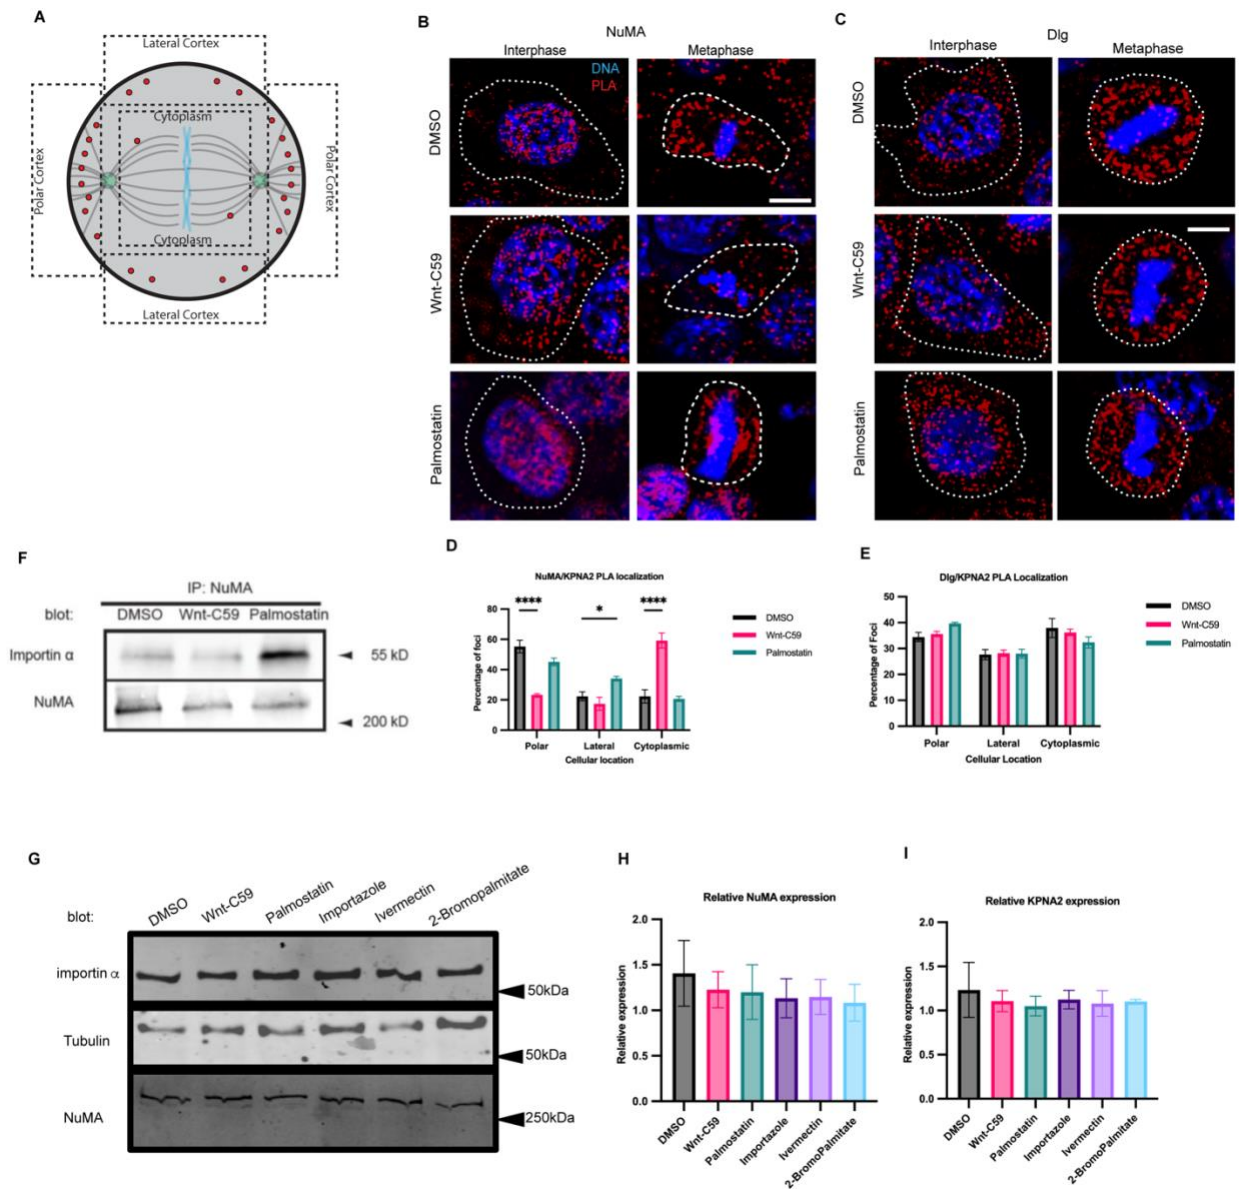 A
Lateral Cortex
Cytoplasm
Polar Cortex
Polar Cortex
Cytoplasm
Lateral Cortex
B
NuMA
Interphase
Metaphase
DNA
PLA
DMSO
Wnt-C59
Palmostatin
C
Dlg
Interphase
Metaphase
DMSO
Wnt-C59
Palmostatin
F
IP: NuMA
blot:
DMSO
Wnt-C59
Palmostatin
Importin α
55 kD
NuMA
200 kD
D
NuMA/KPNA2 PLA localization
Percentage of foci
80
60
40
20
0
****
*
****
Polar
Lateral
Cytoplasmic
Cellular location
DMSO
Wnt-C59
Palmostatin
E
Dlg/KPNA2 PLA Localization
Percentage of Foci
50
40
30
20
10
0
Polar
Lateral
Cytoplasmic
Cellular Location
DMSO
Wnt-C59
Palmostatin
G
blot:
DMSO
Wnt-C59
Palmostatin
Importazole
Ivermectin
2-Bromopalmitate
importin α
50kDa
Tubulin
50kDa
NuMA
250kDa
H
Relative NuMA expression
Relative expression
2.0
1.5
1.0
0.5
0.0
DMSO
Wnt-C59
Palmostatin
Importazole
Ivermectin
2-BromoPalmitate
I
Relative KPNA2 expression
Relative expression
2.0
1.5
1.0
0.5
0.0
DMSO
Wnt-C59
Palmostatin
Importazole
Ivermectin
2-BromoPalmitate